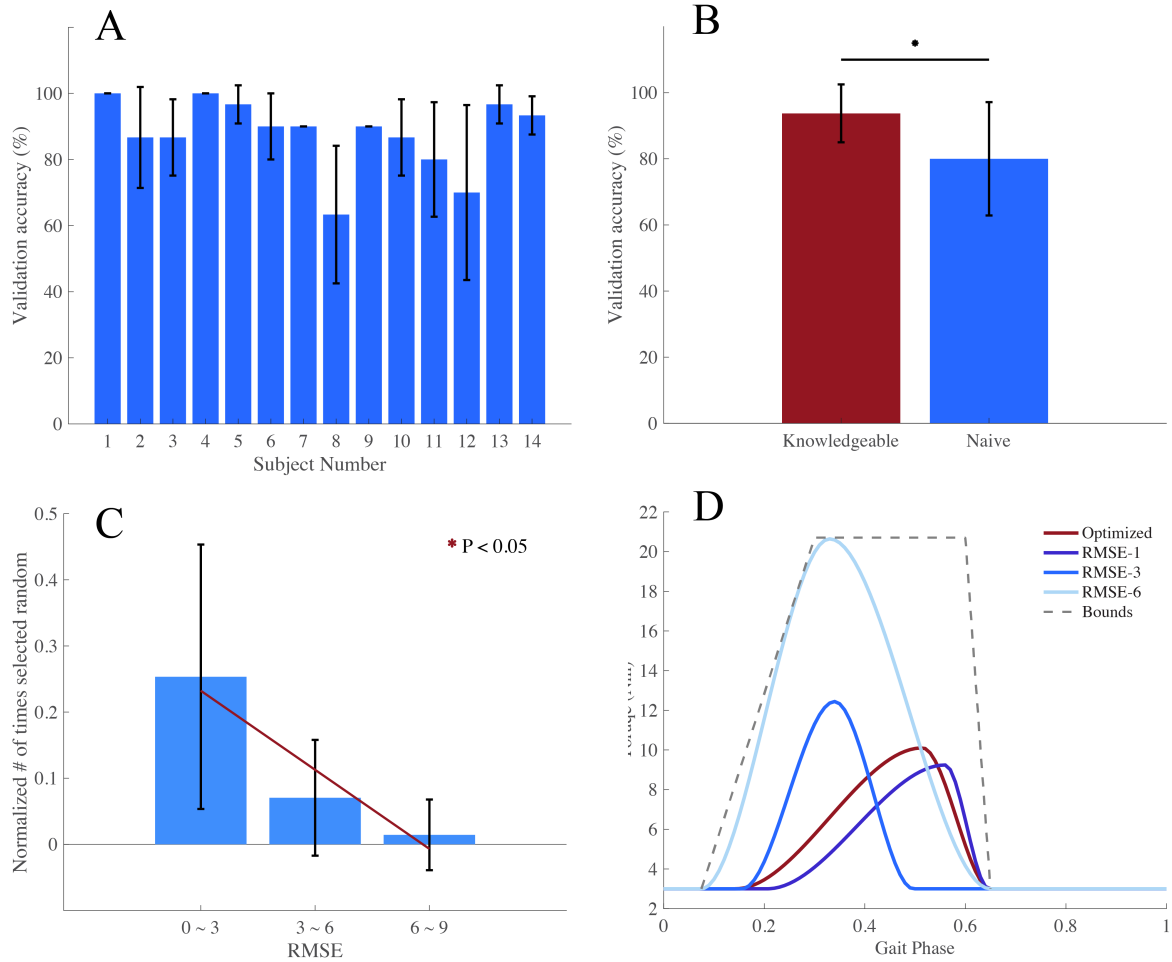 A
Validation accuracy (%)
100
80
60
40
20
0
1 2 3 4 5 6 7 8 9 10 11 12 13 14
Subject Number
B
*
Validation accuracy (%)
100
80
60
40
20
0
Knowledgeable Naive
C
* P < 0.05
Normalized # of times selected random
0.5
0.4
0.3
0.2
0.1
0
0 ~ 3 3 ~ 6 6 ~ 9
RMSE
D
22
20
18
16
14
12
10
8
6
4
2
Optimized
RMSE-1
RMSE-3
RMSE-6
Bounds
0 0.2 0.4 0.6 0.8 1
Gait Phase